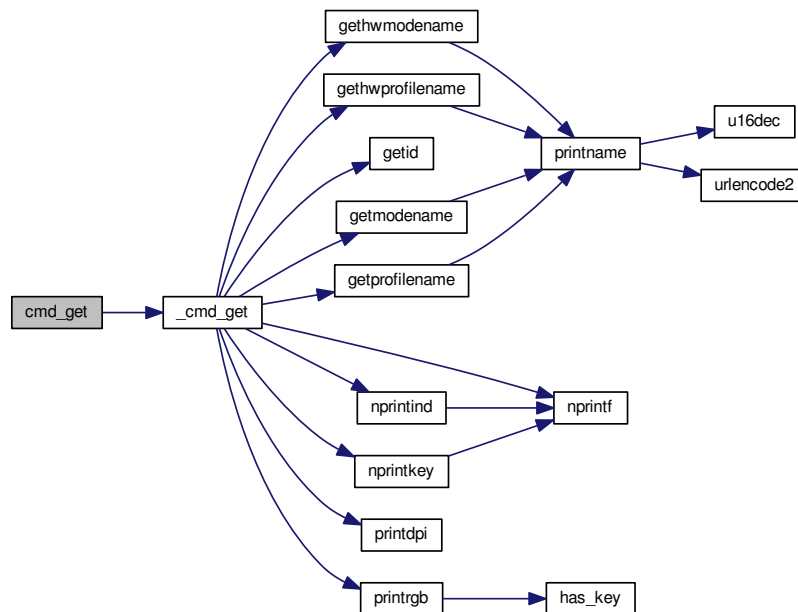 gethwmodename
gethwprofilename
u16dec
getid
printname
urlencode2
getmodename
getprofilename
cmd_get
_cmd_get
nprintind
nprintf
nprintkey
printdpi
printrgb
has_key